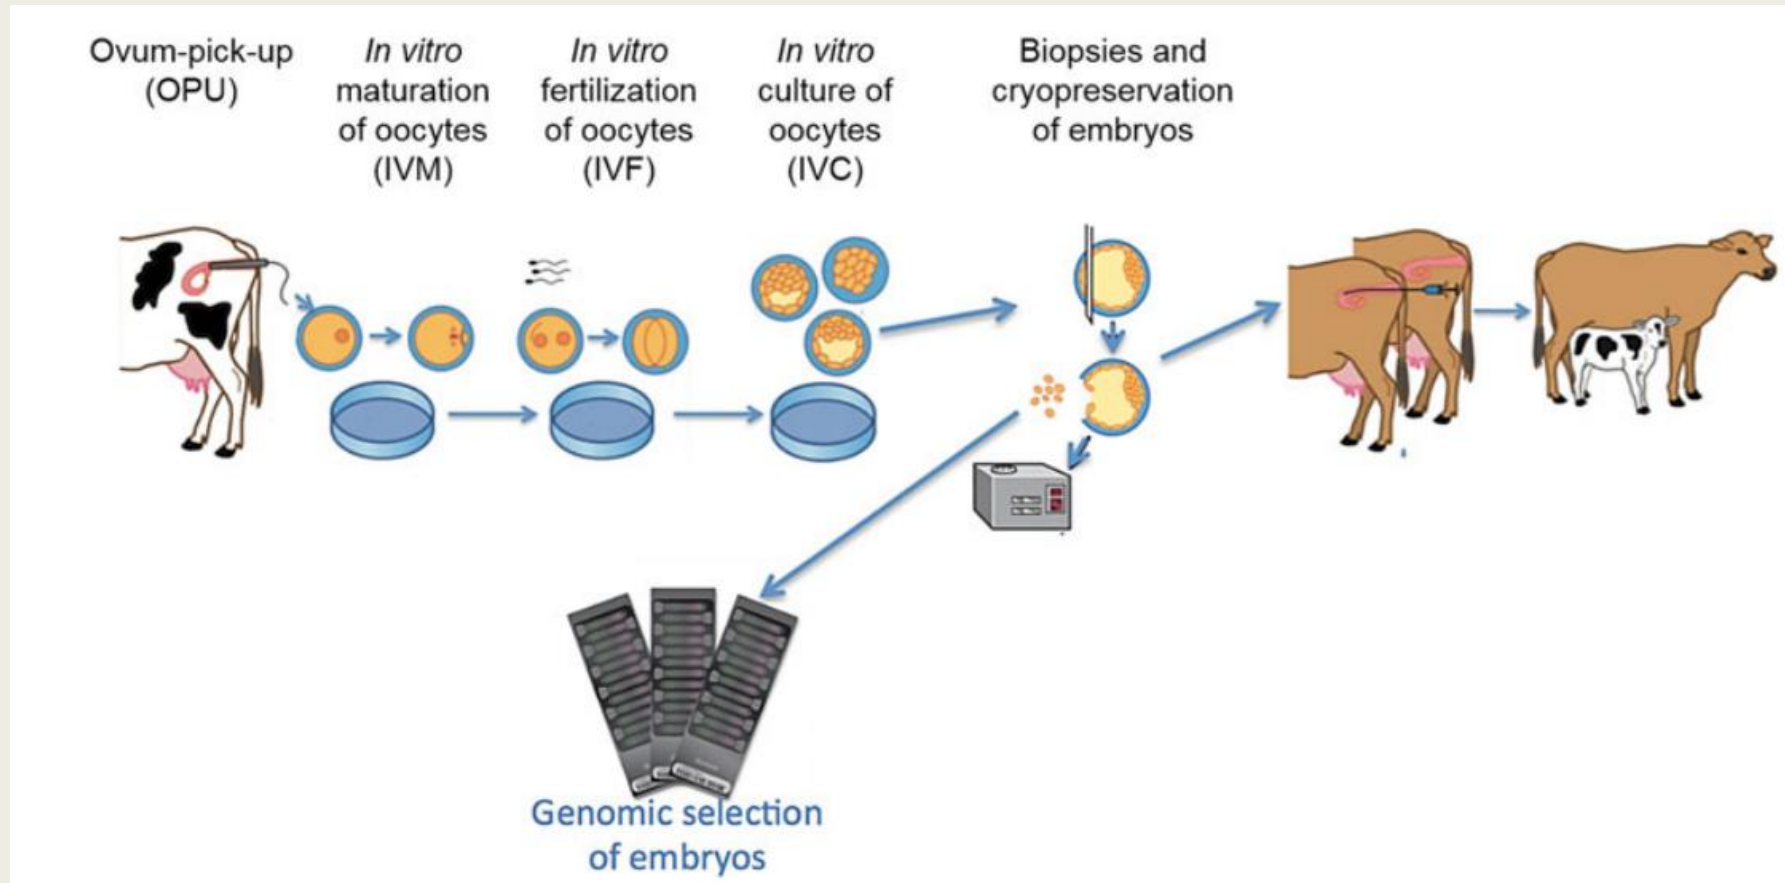 Ovum-pick-up
(OPU)
In vitro
maturation
of oocytes
(IVM)
In vitro
fertilization
of oocytes
(IVF)
In vitro
culture of
oocytes
(IVC)
Biopsies and
cryopreservation
of embryos
Genomic selection
of embryos